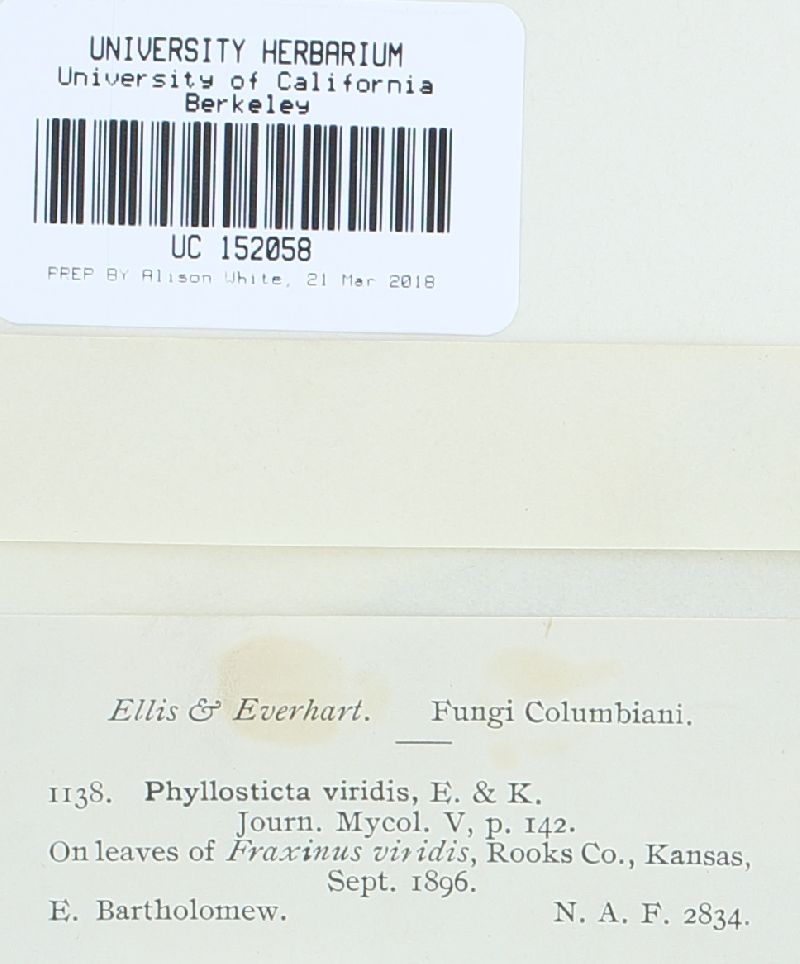 UNIVERSITY HERBARIUM
University of California
Berkeley
UC 152058
PREP BY Alison White, 21 Mar 2018
Ellis & Everhart. Fungi Columbiani.
1138. Phyllosticta viridis, E. & K.
Journ. Mycol. V, p. 142.
On leaves of Fraxinus viridis, Rooks Co., Kansas,
Sept. 1896.
E. Bartholomew. N. A. F. 2834.